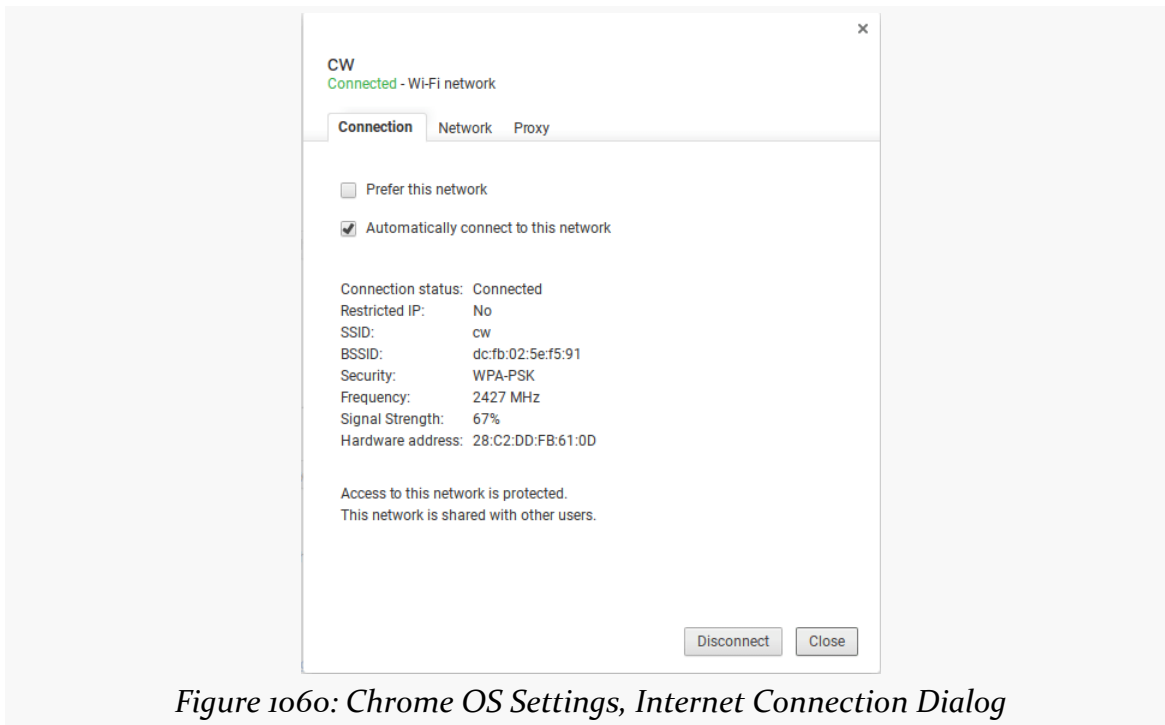 ×
CW
Connected - Wi-Fi network
Connection Network Proxy
Prefer this network
Automatically connect to this network
Connection status: Connected
Restricted IP: No
SSID: cw
BSSID: dc:fb:02:5e:f5:91
Security: WPA-PSK
Frequency: 2427 MHz
Signal Strength: 67%
Hardware address: 28:C2:DD:FB:61:0D
Access to this network is protected.
This network is shared with other users.
Disconnect Close
Figure 1060: Chrome OS Settings, Internet Connection Dialog